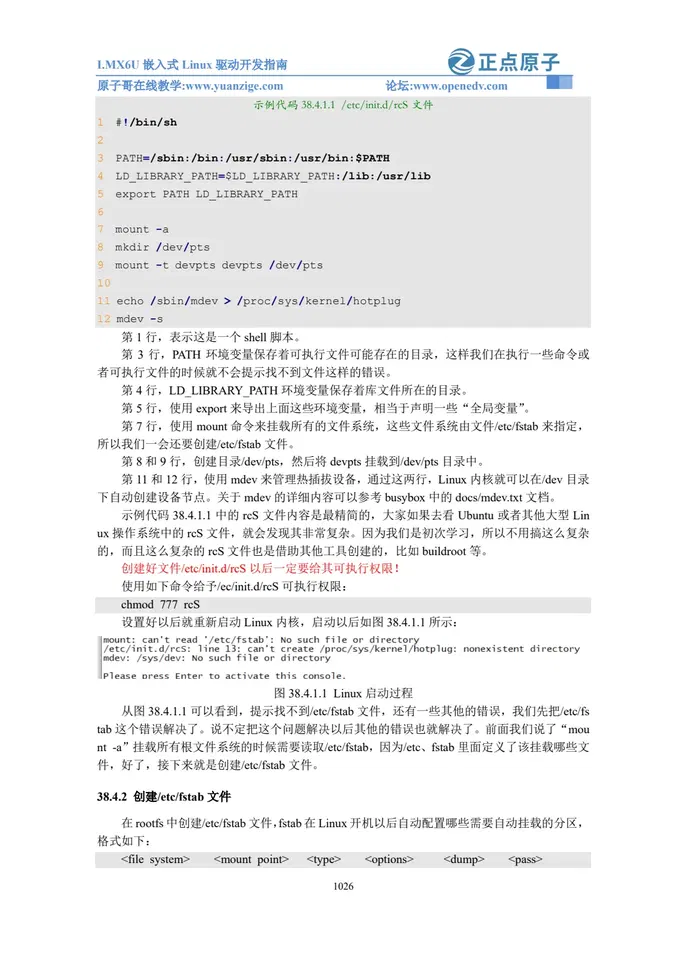 I.MX6U 嵌入式 Linux 驱动开发指南
正点原子
原子哥在线教学:www.yuanzige.com 论坛:www.openedv.com
示例代码 38.4.1.1 /etc/init.d/rcS 文件
1 #!/bin/sh
2
3 PATH=/sbin:/bin:/usr/sbin:/usr/bin:$PATH
4 LD_LIBRARY_PATH=$LD_LIBRARY_PATH:/lib:/usr/lib
5 export PATH LD_LIBRARY_PATH
6
7 mount -a
8 mkdir /dev/pts
9 mount -t devpts devpts /dev/pts
10
11 echo /sbin/mdev > /proc/sys/kernel/hotplug
12 mdev -s
第 1 行，表示这是一个 shell 脚本。
第 3 行，PATH 环境变量保存着可执行文件可能存在的目录，这样我们在执行一些命令或
者可执行文件的时候就不会提示找不到文件这样的错误。
第 4 行，LD_LIBRARY_PATH 环境变量保存着库文件所在的目录。
第 5 行，使用 export 来导出上面这些环境变量，相当于声明一些“全局变量”。
第 7 行，使用 mount 命令来挂载所有的文件系统，这些文件系统由文件/etc/fstab 来指定，
所以我们一会还要创建/etc/fstab 文件。
第 8 和 9 行，创建目录/dev/pts，然后将 devpts 挂载到/dev/pts 目录中。
第 11 和 12 行，使用 mdev 来管理热插拔设备，通过这两行，Linux 内核就可以在/dev 目录
下自动创建设备节点。关于 mdev 的详细内容可以参考 busybox 中的 docs/mdev.txt 文档。
示例代码 38.4.1.1 中的 rcS 文件内容是最精简的，大家如果去看 Ubuntu 或者其他大型 Lin
ux 操作系统中的 rcS 文件，就会发现其非常复杂。因为我们是初次学习，所以不用搞这么复杂
的，而且这么复杂的 rcS 文件也是借助其他工具创建的，比如 buildroot 等。
创建好文件/etc/init.d/rcS 以后一定要给其可执行权限！
使用如下命令给予/ec/init.d/rcS 可执行权限：
chmod 777 rcS
设置好以后就重新启动 Linux 内核，启动以后如图 38.4.1.1 所示：
mount: can't read '/etc/fstab': No such file or directory
/etc/init.d/rcS: line 13: can't create /proc/sys/kernel/hotplug: nonexistent directory
mdev: /sys/dev: No such file or directory
Please press Enter to activate this console.
图 38.4.1.1 Linux 启动过程
从图 38.4.1.1 可以看到，提示找不到/etc/fstab 文件，还有一些其他的错误，我们先把/etc/fs
tab 这个错误解决了。说不定把这个问题解决以后其他的错误也就解决了。前面我们说了“mou
nt -a”挂载所有根文件系统的时候需要读取/etc/fstab，因为/etc、fstab 里面定义了该挂载哪些文
件，好了，接下来就是创建/etc/fstab 文件。
38.4.2 创建/etc/fstab 文件
在 rootfs 中创建/etc/fstab 文件，fstab 在 Linux 开机以后自动配置哪些需要自动挂载的分区，
格式如下：
<file system> <mount point> <type> <options> <dump> <pass>
1026